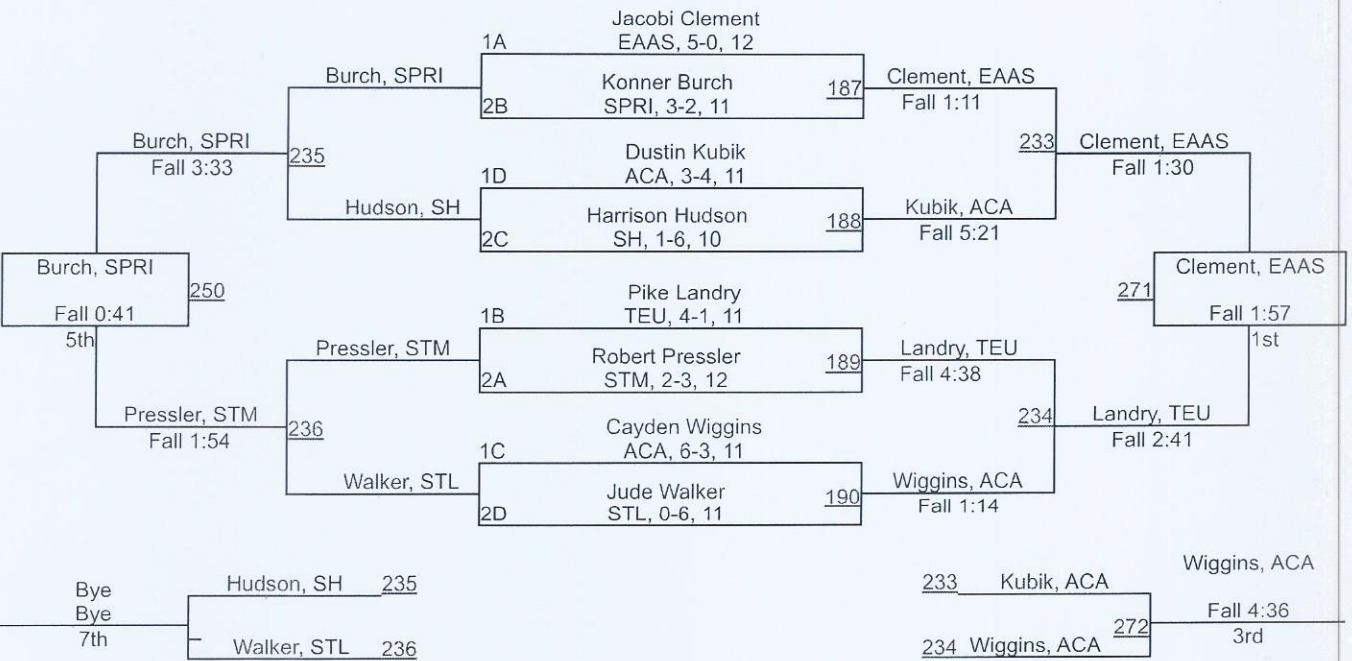 Jacobi Clement
1A EAAS, 5-0, 12
Burch, SPRI
Konner Burch
187
Clement, EAAS
2B SPRI, 3-2, 11
Fall 1:11
Burch, SPRI
235
Fall 3:33
233
Clement, EAAS
Fall 1:30
Dustin Kubik
1D ACA, 3-4, 11
Hudson, SH
Harrison Hudson
188
Kubik, ACA
2C SH, 1-6, 10
Fall 5:21
Burch, SPRI
250
Fall 0:41
5th
Clement, EAAS
271
Fall 1:57
1st
Pike Landry
1B TEU, 4-1, 11
Pressler, STM
Robert Pressler
189
Landry, TEU
2A STM, 2-3, 12
Fall 4:38
Pressler, STM
236
Fall 1:54
234
Landry, TEU
Fall 2:41
Cayden Wiggins
1C ACA, 6-3, 11
Walker, STL
Jude Walker
190
Wiggins, ACA
2D STL, 0-6, 11
Fall 1:14
Bye
Bye
7th
Hudson, SH 235
Walker, STL 236
233 Kubik, ACA
234 Wiggins, ACA
272
Wiggins, ACA
Fall 4:36
3rd